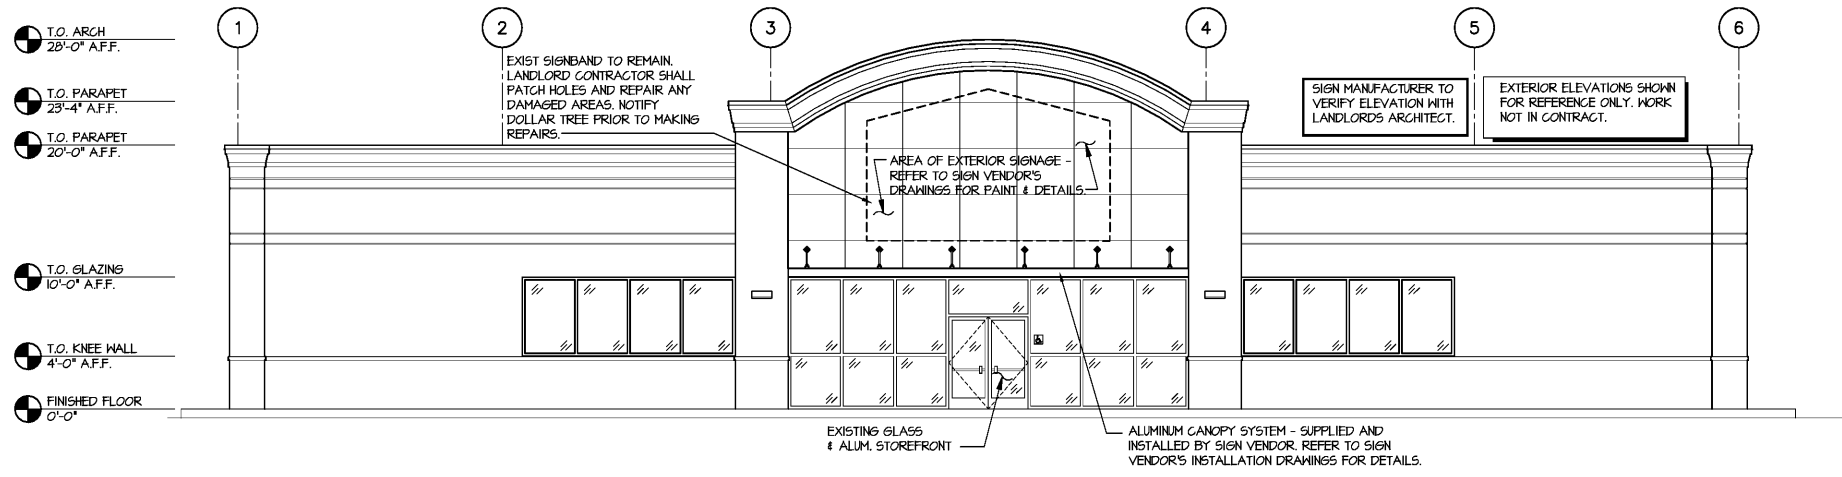 1
2
3
4
5
6
T.O. ARCH
28'-0" A.F.F.
T.O. PARAPET
23'-4" A.F.F.
T.O. PARAPET
20'-0" A.F.F.
T.O. GLAZING
10'-0" A.F.F.
T.O. KNEE WALL
4'-0" A.F.F.
FINISHED FLOOR
0'-0"
EXIST SIGNBAND TO REMAIN.
LANDLORD CONTRACTOR SHALL
PATCH HOLES AND REPAIR ANY
DAMAGED AREAS. NOTIFY
DOLLAR TREE PRIOR TO MAKING
REPAIRS.
AREA OF EXTERIOR SIGNAGE -
REFER TO SIGN VENDOR'S
DRAWINGS FOR PAINT & DETAILS.
SIGN MANUFACTURER TO
VERIFY ELEVATION WITH
LANDLORDS ARCHITECT.
EXTERIOR ELEVATIONS SHOWN
FOR REFERENCE ONLY. WORK
NOT IN CONTRACT.
EXISTING GLASS
& ALUM. STOREFRONT
ALUMINUM CANOPY SYSTEM - SUPPLIED AND
INSTALLED BY SIGN VENDOR. REFER TO SIGN
VENDOR'S INSTALLATION DRAWINGS FOR DETAILS.